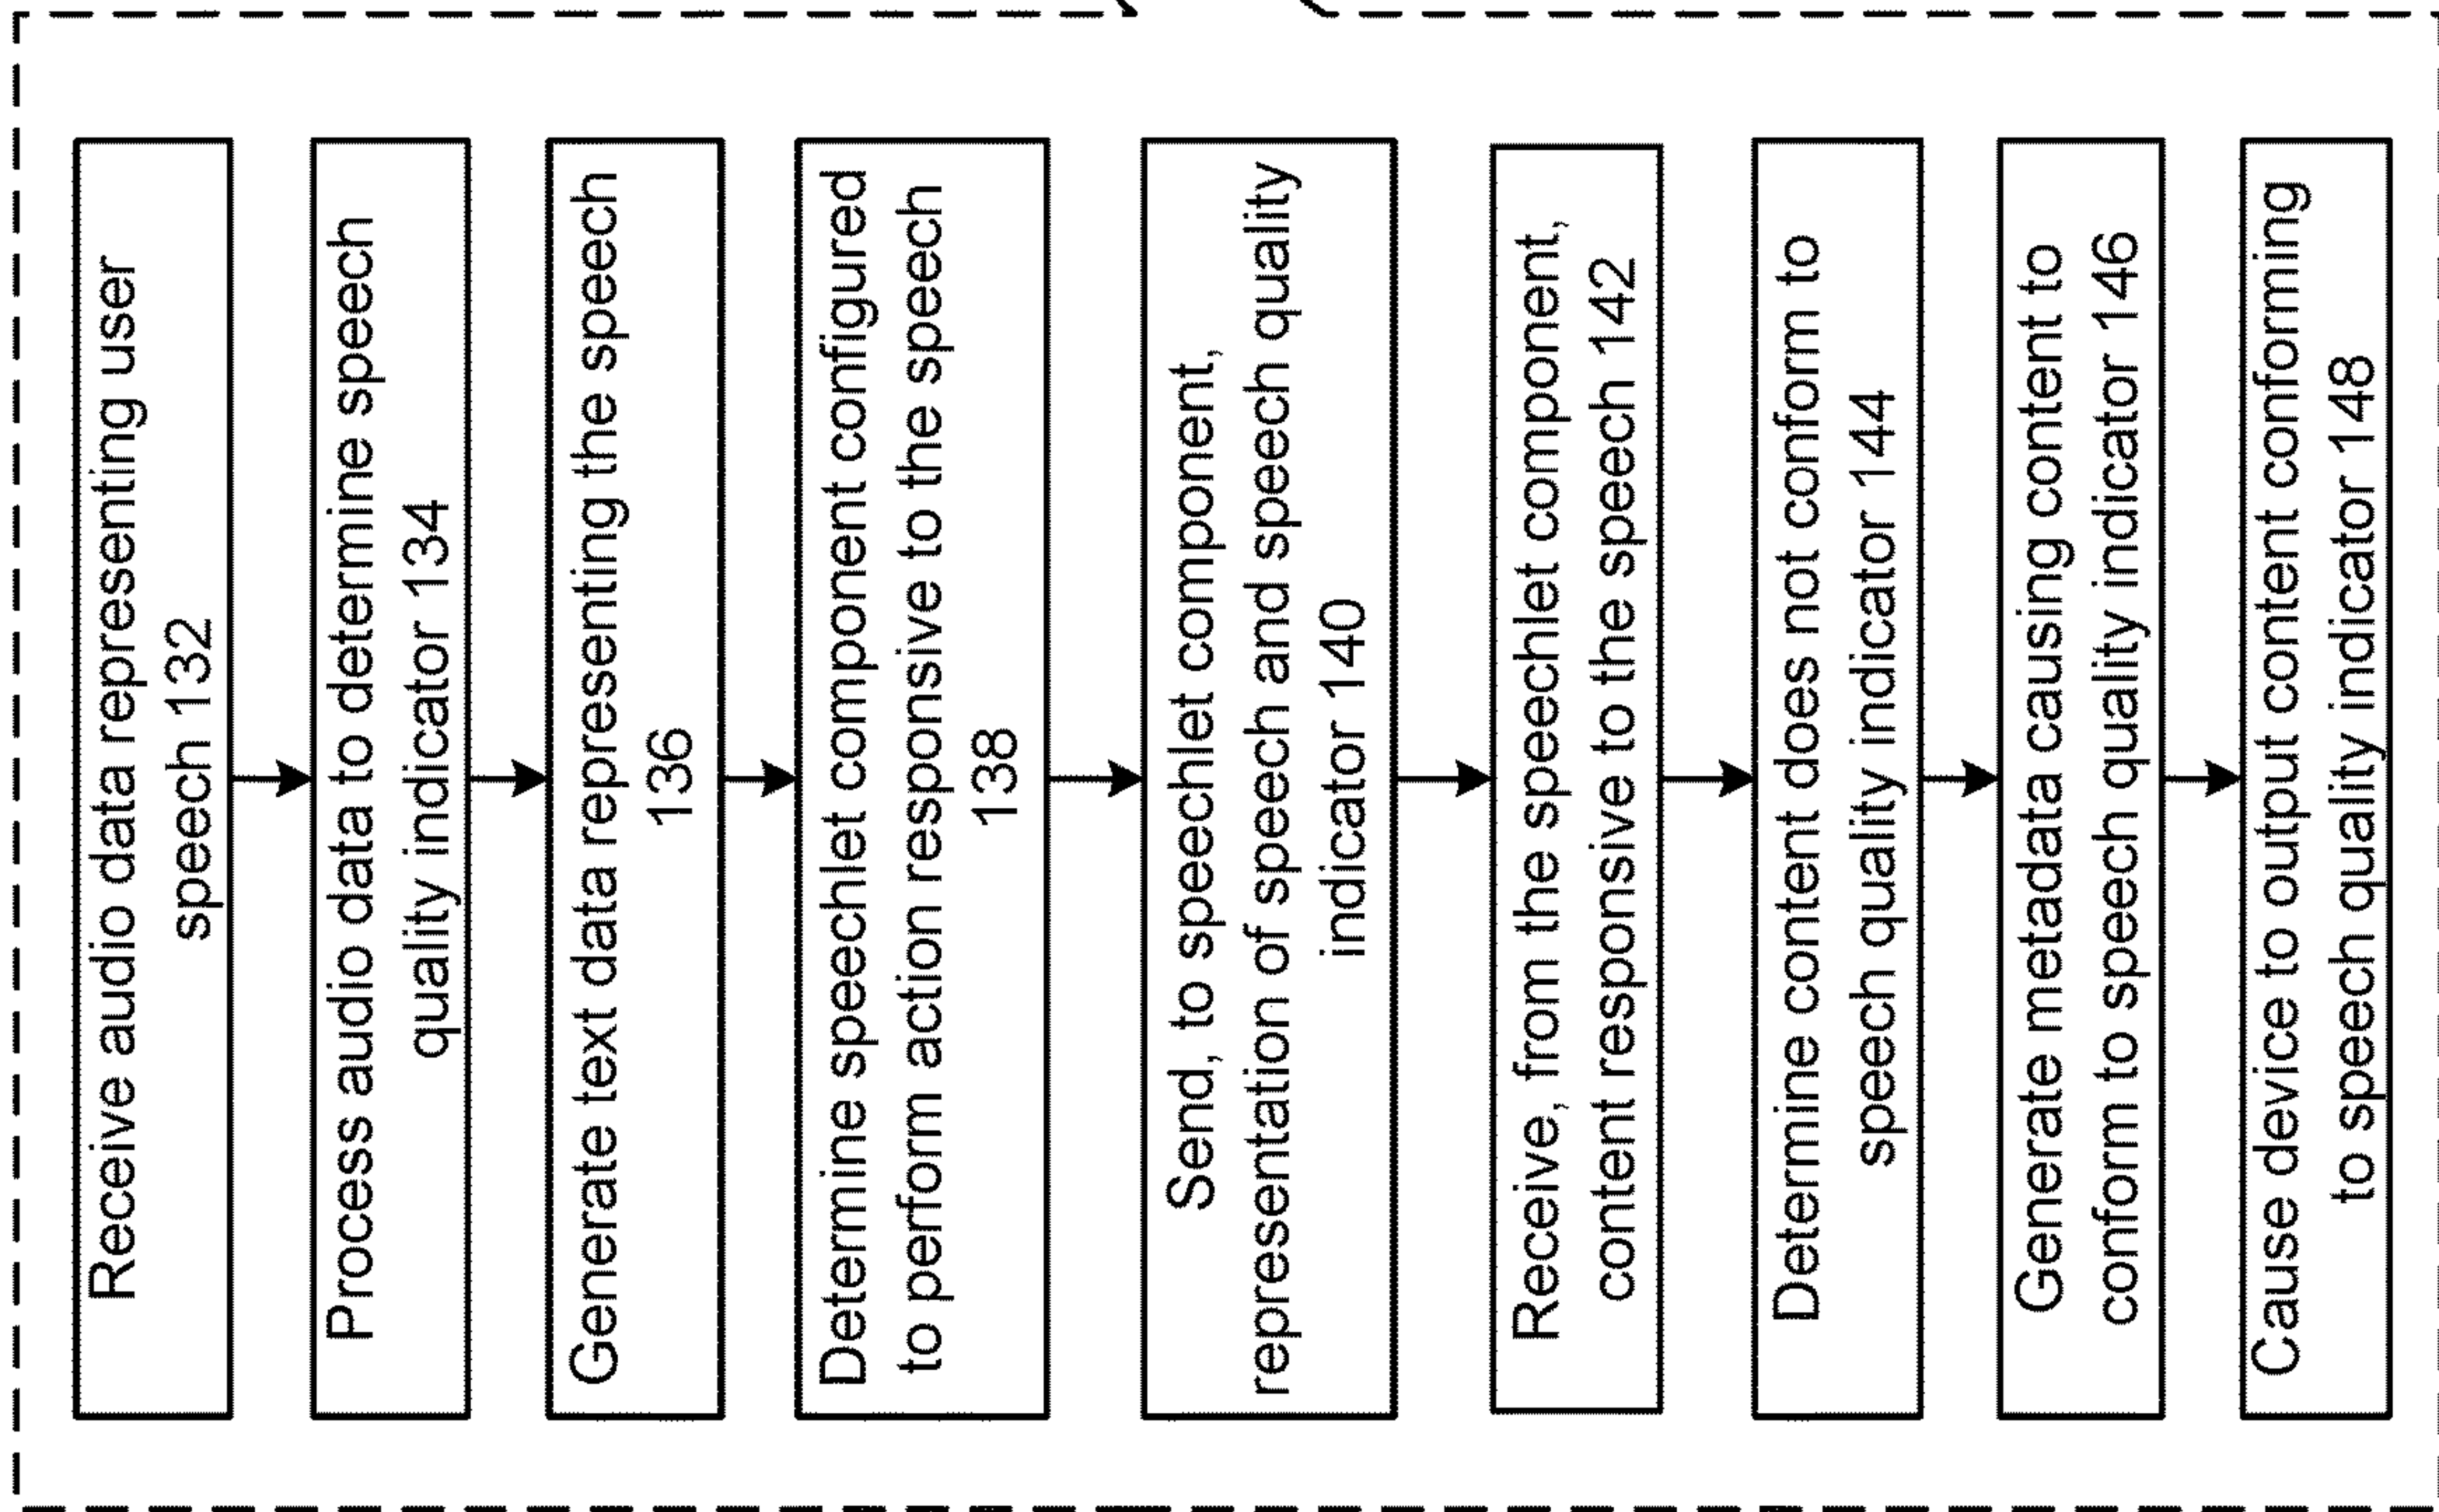 Receive audio data representing user
speech 132
Process audio data to determine speech
quality indicator 134
Generate text data representing the speech
136
Determine speechlet component configured
to perform action responsive to the speech
138
Send, to speechlet component,
representation of speech and speech quality
indicator 140
Receive, from the speechlet component,
content responsive to the speech 142
Determine content does not conform to
speech quality indicator 144
Generate metadata causing content to
conform to speech quality indicator 146
Cause device to output content conforming
to speech quality indicator 148